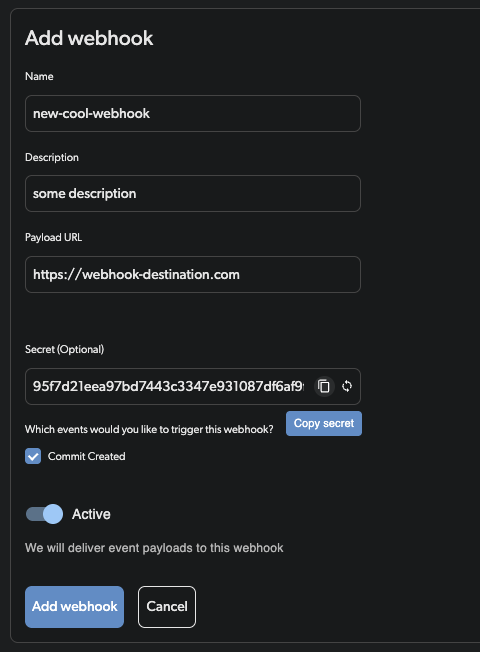 Add webhook
Name
new-cool-webhook
Description
some description
Payload URL
https://webhook-destination.com
Secret (Optional)
95f7d21eea97bd7443c3347e931087df6af9
Which events would you like to trigger this webhook?
Copy secret
Commit Created
Active
We will deliver event payloads to this webhook
Add webhook
Cancel